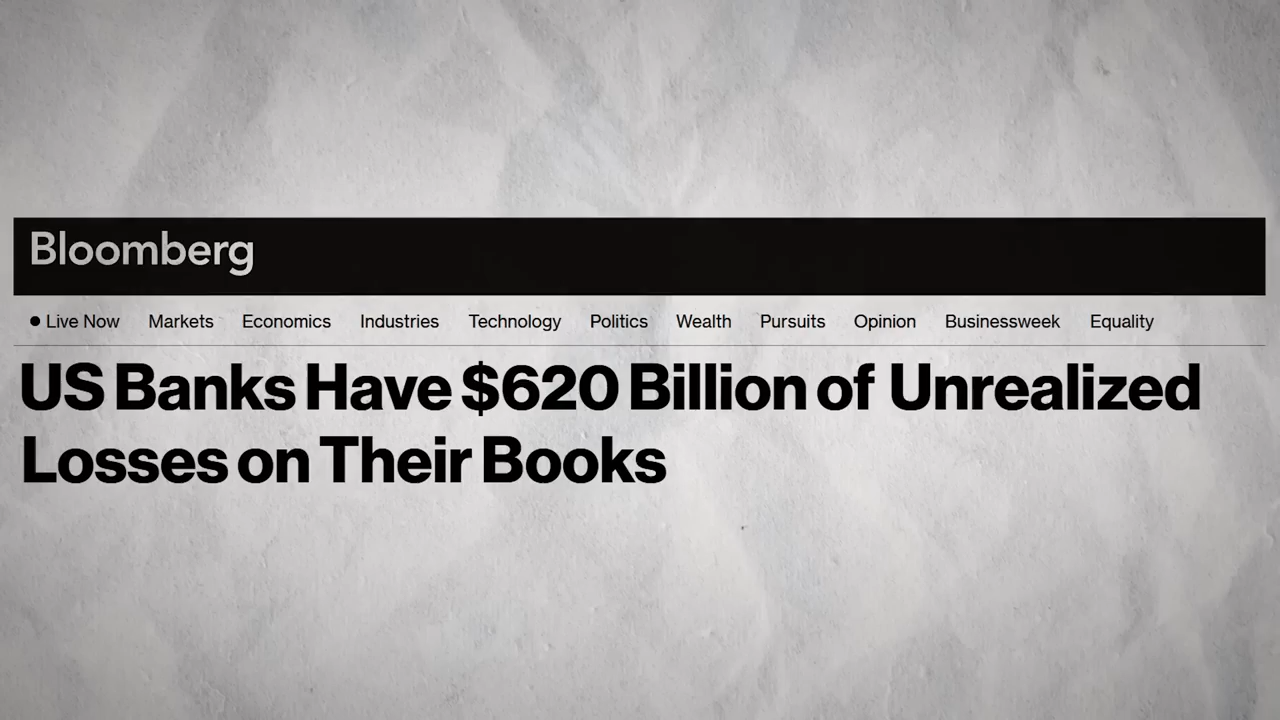 Bloomberg
Live Now Markets Economics Industries Technology Politics Wealth Pursuits Opinion Businessweek Equality
US Banks Have $620 Billion of Unrealized
Losses on Their Books